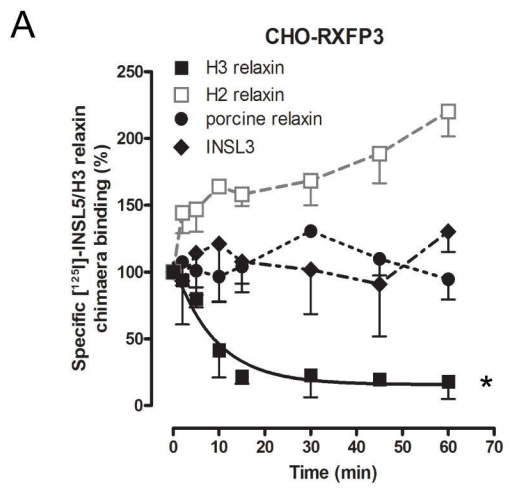 A
CHO-RXFP3
H3 relaxin
H2 relaxin
porcine relaxin
INSL3
Specific [¹²⁵I]-INSL5/H3 relaxin
chimaera binding (%)
250
200
150
100
50
0
*
0 10 20 30 40 50 60 70
Time (min)